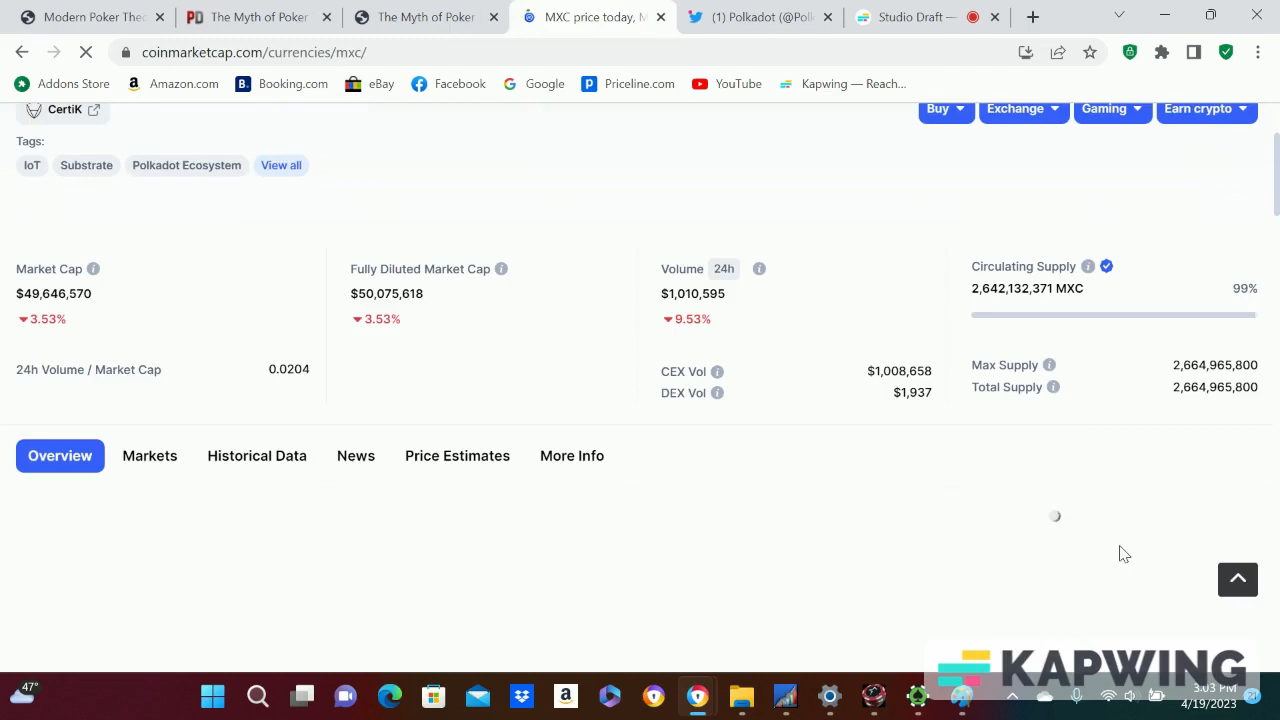 Modern Poker Theo
The Myth of Poker
The Myth of Poker
MXC price today, M
(1) Polkadot (@Polk
Studio Draft —
coinmarketcap.com/currencies/mxc/
Addons Store
Amazon.com
Booking.com
eBay
Facebook
Google
Priceline.com
YouTube
Kapwing — Reach...
CertiK
Buy
Exchange
Gaming
Earn crypto
Tags:
IoT
Substrate
Polkadot Ecosystem
View all
Market Cap
$49,646,570
3.53%
24h Volume / Market Cap
0.0204
Fully Diluted Market Cap
$50,075,618
3.53%
Volume 24h
$1,010,595
9.53%
CEX Vol
$1,008,658
DEX Vol
$1,937
Circulating Supply
2,642,132,371 MXC
99%
Max Supply
2,664,965,800
Total Supply
2,664,965,800
Overview
Markets
Historical Data
News
Price Estimates
More Info
KAPWING
47°
3:03 PM
4/19/2023